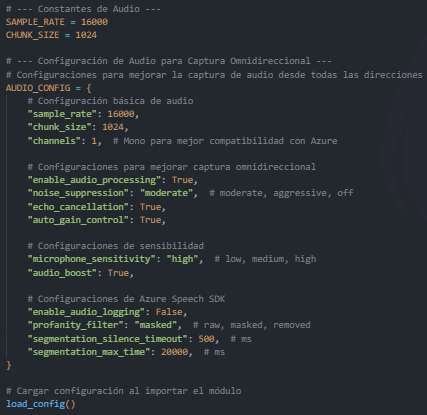 # --- Constantes de Audio ---
SAMPLE_RATE = 16000
CHUNK_SIZE = 1024

# --- Configuración de Audio para Captura Omnidireccional ---
# Configuraciones para mejorar la captura de audio desde todas las direcciones
AUDIO_CONFIG = {
    # Configuración básica de audio
    "sample_rate": 16000,
    "chunk_size": 1024,
    "channels": 1,  # Mono para mejor compatibilidad con Azure

    # Configuraciones para mejorar captura omnidireccional
    "enable_audio_processing": True,
    "noise_suppression": "moderate",  # moderate, aggressive, off
    "echo_cancellation": True,
    "auto_gain_control": True,

    # Configuraciones de sensibilidad
    "microphone_sensitivity": "high",  # low, medium, high
    "audio_boost": True,

    # Configuraciones de Azure Speech SDK
    "enable_audio_logging": False,
    "profanity_filter": "masked",  # raw, masked, removed
    "segmentation_silence_timeout": 500,  # ms
    "segmentation_max_time": 20000,  # ms
}

# Cargar configuración al importar el módulo
load_config()